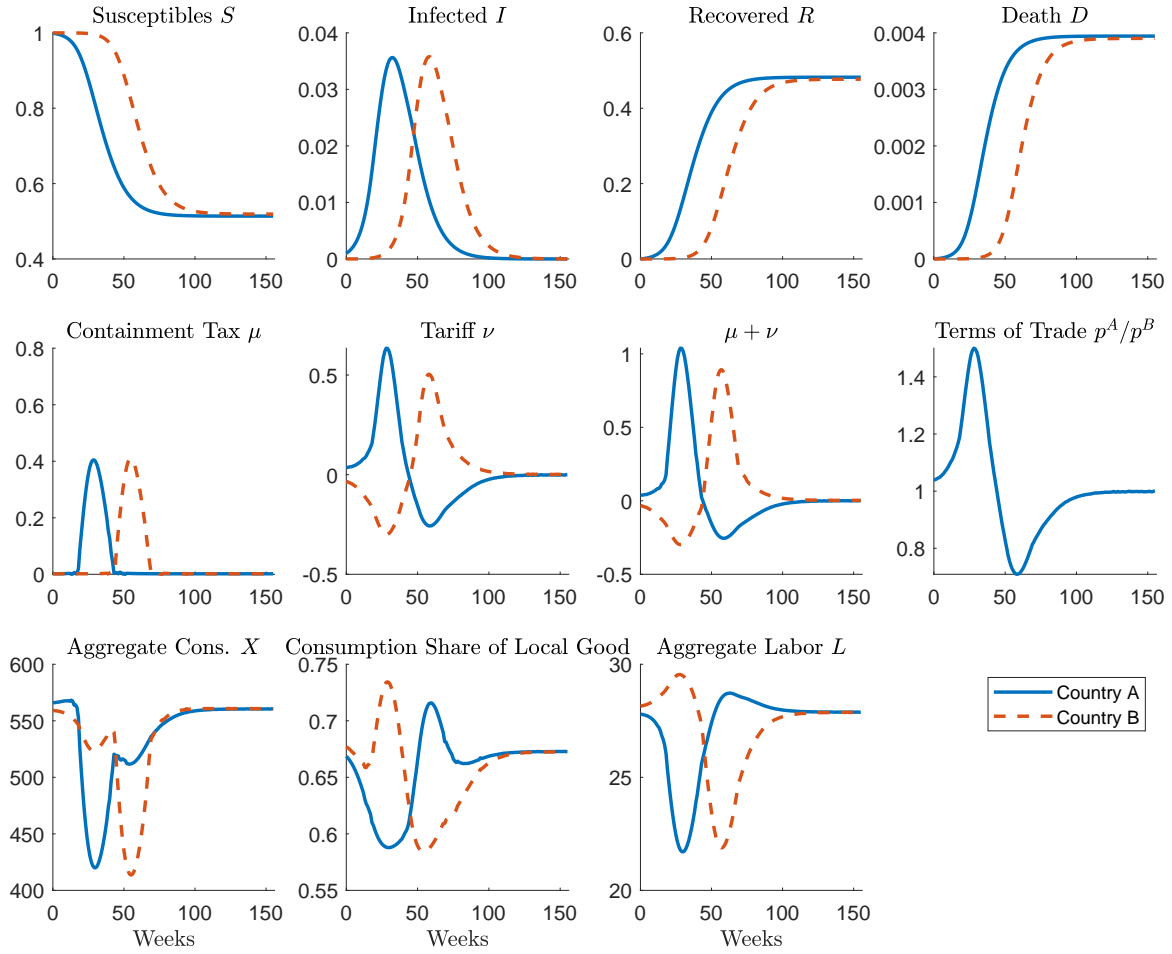 Susceptibles S
Infected I
Recovered R
Death D
1
0.8
0.6
0.4
0 50 100 150
0.04
0.03
0.02
0.01
0
0 50 100 150
0.6
0.4
0.2
0
0 50 100 150
0.004
0.003
0.002
0.001
0
0 50 100 150
Containment Tax μ
Tariff ν
μ + ν
Terms of Trade p^A/p^B
0.8
0.6
0.4
0.2
0
0 50 100 150
0.5
0
-0.5
0 50 100 150
1
0.5
0
-0.5
0 50 100 150
1.4
1.2
1
0.8
0 50 100 150
Aggregate Cons. X
Consumption Share of Local Good
Aggregate Labor L
600
550
500
450
400
0 50 100 150
Weeks
0.75
0.7
0.65
0.6
0.55
0 50 100 150
Weeks
30
25
20
0 50 100 150
Weeks
Country A
Country B